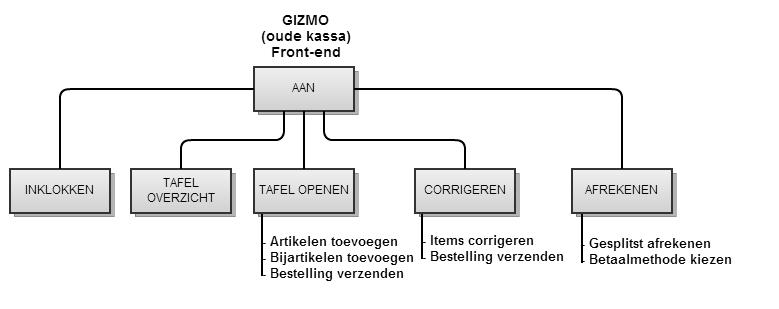 GIZMO
(oude kassa)
Front-end
AAN
INKLOKKEN
TAFEL
OVERZICHT
TAFEL OPENEN
CORRIGEREN
AFREKENEN
- Artikelen toevoegen
- Bijartikelen toevoegen
- Bestelling verzenden
- Items corrigeren
- Bestelling verzenden
- Gesplitst afrekenen
- Betaalmethode kiezen